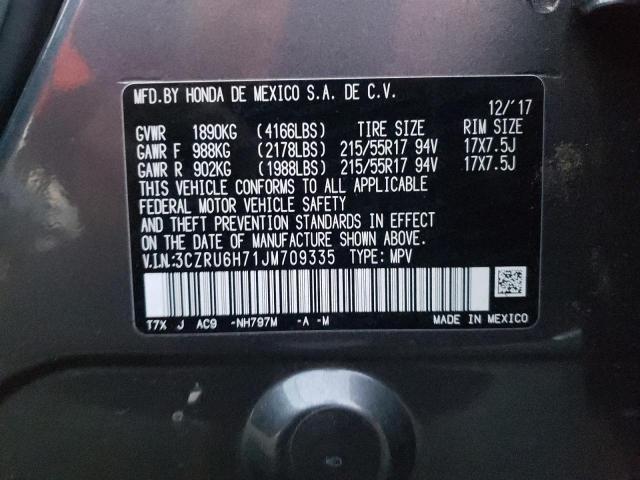 MFD.BY HONDA DE MEXICO S.A. DE C.V.
12/'17
GVWR 1890KG (4166LBS) TIRE SIZE RIM SIZE
GAWR F 988KG (2178LBS) 215/55R17 94V 17X7.5J
GAWR R 902KG (1988LBS) 215/55R17 94V 17X7.5J
THIS VEHICLE CONFORMS TO ALL APPLICABLE
FEDERAL MOTOR VEHICLE SAFETY
AND THEFT PREVENTION STANDARDS IN EFFECT
ON THE DATE OF MANUFACTURE SHOWN ABOVE.
V.I.N:3CZRU6H71JM709335 TYPE: MPV
T7X J AC9 -NH797M -A -M MADE IN MEXICO